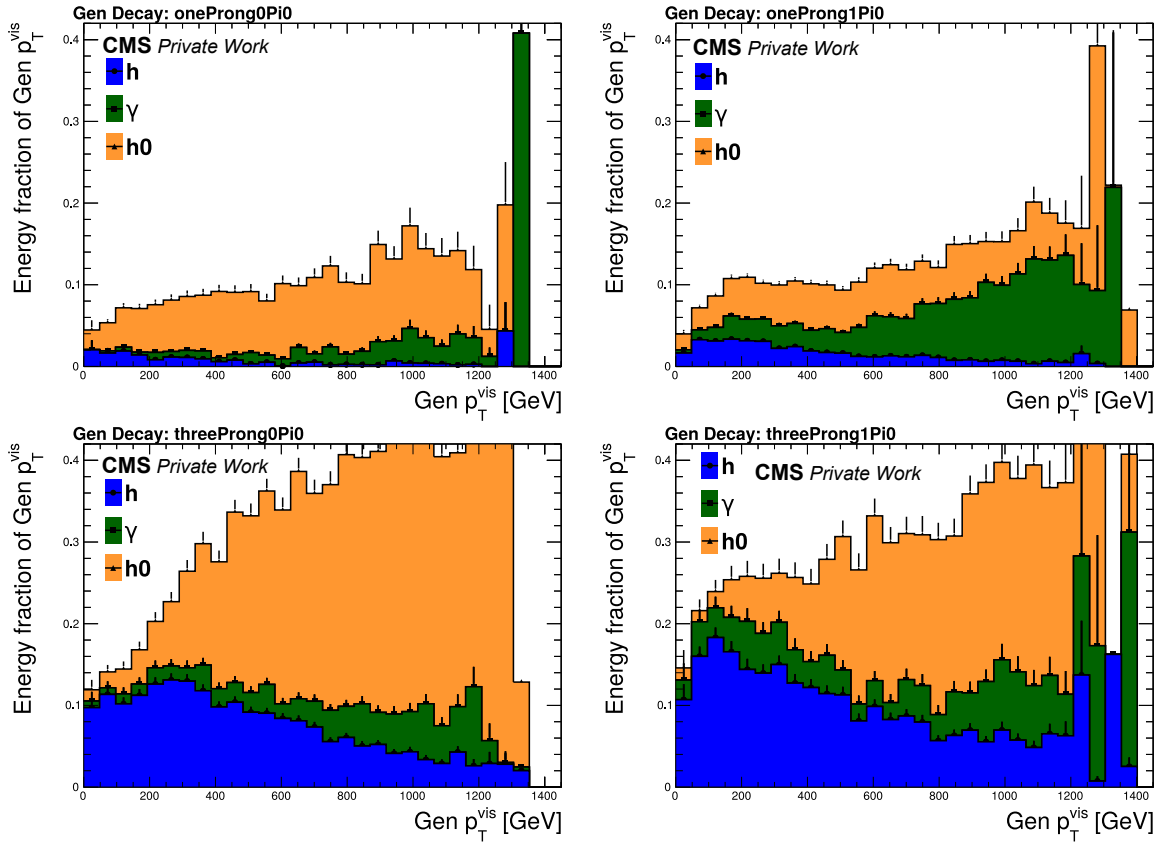 Gen Decay: oneProng0Pi0
Energy fraction of Gen p_T^vis
CMS Private Work
h
γ
h0
0.4
0.3
0.2
0.1
0
0 200 400 600 800 1000 1200 1400
Gen p_T^vis [GeV]
Gen Decay: oneProng1Pi0
Energy fraction of Gen p_T^vis
CMS Private Work
h
γ
h0
0.4
0.3
0.2
0.1
0
0 200 400 600 800 1000 1200 1400
Gen p_T^vis [GeV]
Gen Decay: threeProng0Pi0
Energy fraction of Gen p_T^vis
CMS Private Work
h
γ
h0
0.4
0.3
0.2
0.1
0
0 200 400 600 800 1000 1200 1400
Gen p_T^vis [GeV]
Gen Decay: threeProng1Pi0
Energy fraction of Gen p_T^vis
CMS Private Work
h
γ
h0
0.4
0.3
0.2
0.1
0
0 200 400 600 800 1000 1200 1400
Gen p_T^vis [GeV]